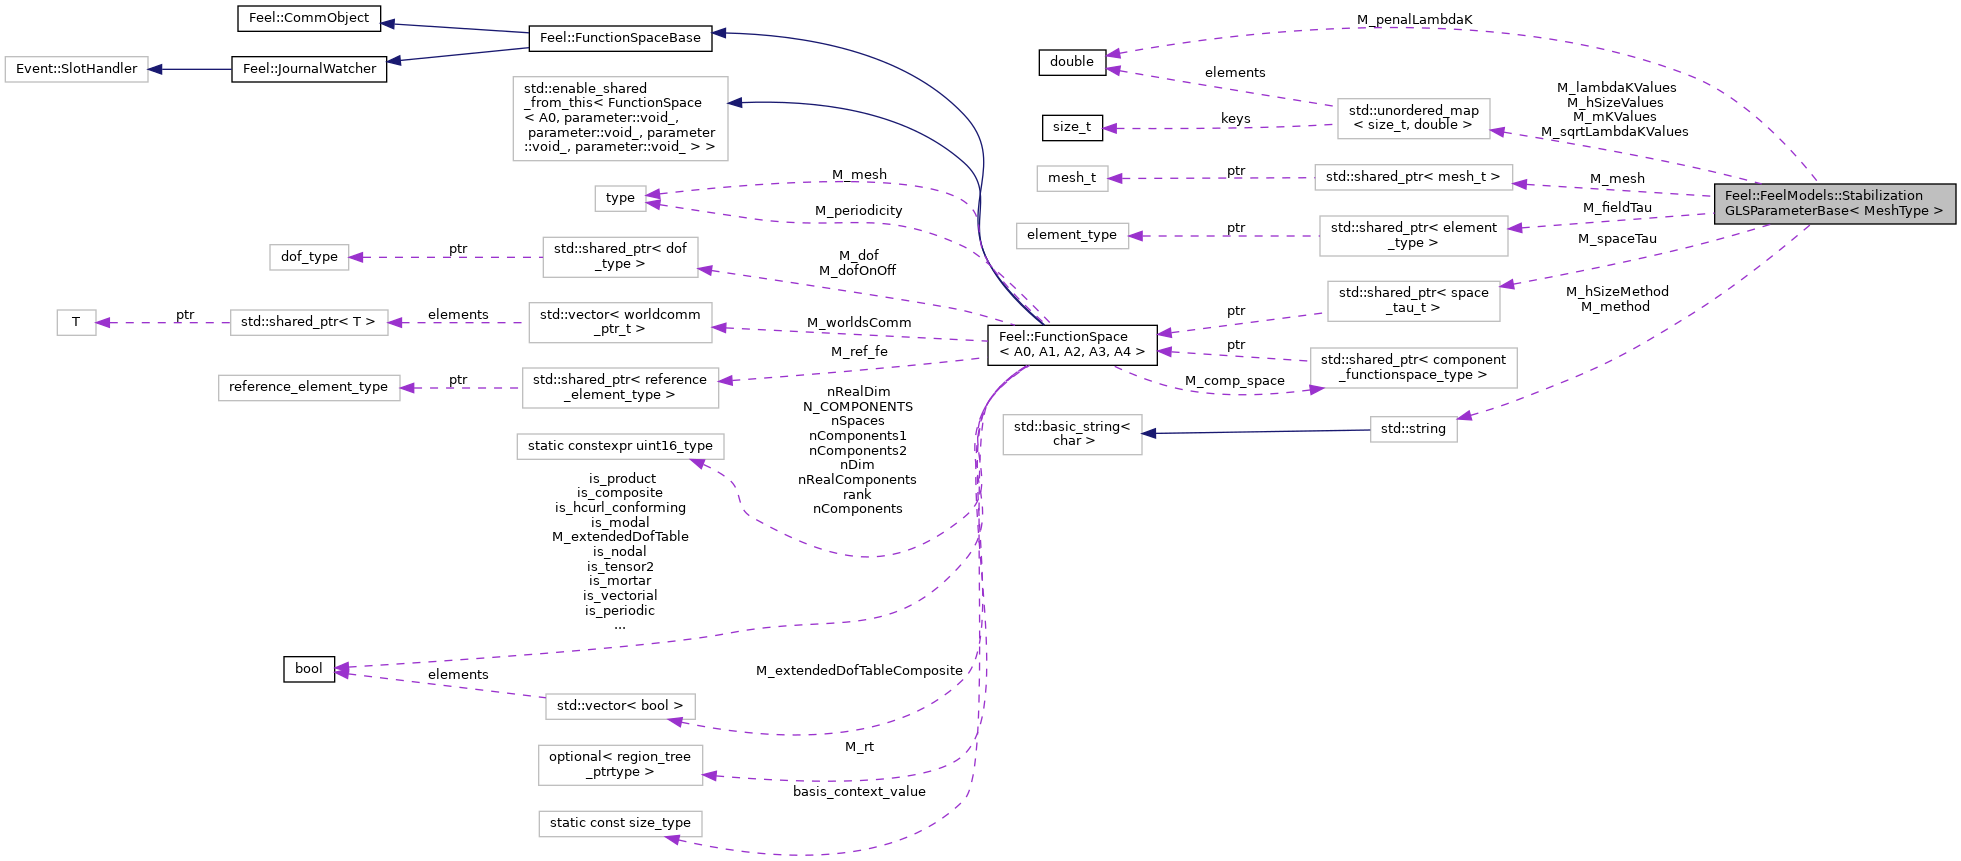 Feel::CommObject
Feel::FunctionSpaceBase
Event::SlotHandler
Feel::JournalWatcher
std::enable_shared
_from_this< FunctionSpace
< A0, parameter::void_,
parameter::void_, parameter
::void_, parameter::void_ > >
type
M_mesh
M_periodicity
dof_type
ptr
std::shared_ptr< dof
_type >
M_dof
M_dofOnOff
T
ptr
std::shared_ptr< T >
elements
std::vector< worldcomm
_ptr_t >
M_worldsComm
reference_element_type
ptr
std::shared_ptr< reference
_element_type >
M_ref_fe
static constexpr uint16_type
nRealDim
N_COMPONENTS
nSpaces
nComponents1
nComponents2
nDim
nRealComponents
rank
nComponents
is_product
is_composite
is_hcurl_conforming
is_modal
M_extendedDofTable
is_nodal
is_tensor2
is_mortar
is_vectorial
is_periodic
...
bool
elements
std::vector< bool >
M_extendedDofTableComposite
optional< region_tree
_ptrtype >
M_rt
static const size_type
basis_context_value
Feel::FunctionSpace
< A0, A1, A2, A3, A4 >
double
M_penalLambdaK
elements
size_t
keys
std::unordered_map
< size_t, double >
M_lambdaKValues
M_hSizeValues
M_mKValues
M_sqrtLambdaKValues
mesh_t
ptr
std::shared_ptr< mesh_t >
M_mesh
element_type
ptr
std::shared_ptr< element
_type >
M_fieldTau
ptr
std::shared_ptr< space
_tau_t >
M_spaceTau
ptr
std::shared_ptr< component
_functionspace_type >
M_comp_space
std::basic_string<
char >
std::string
M_hSizeMethod
M_method
Feel::FeelModels::Stabilization
GLSParameterBase< MeshType >